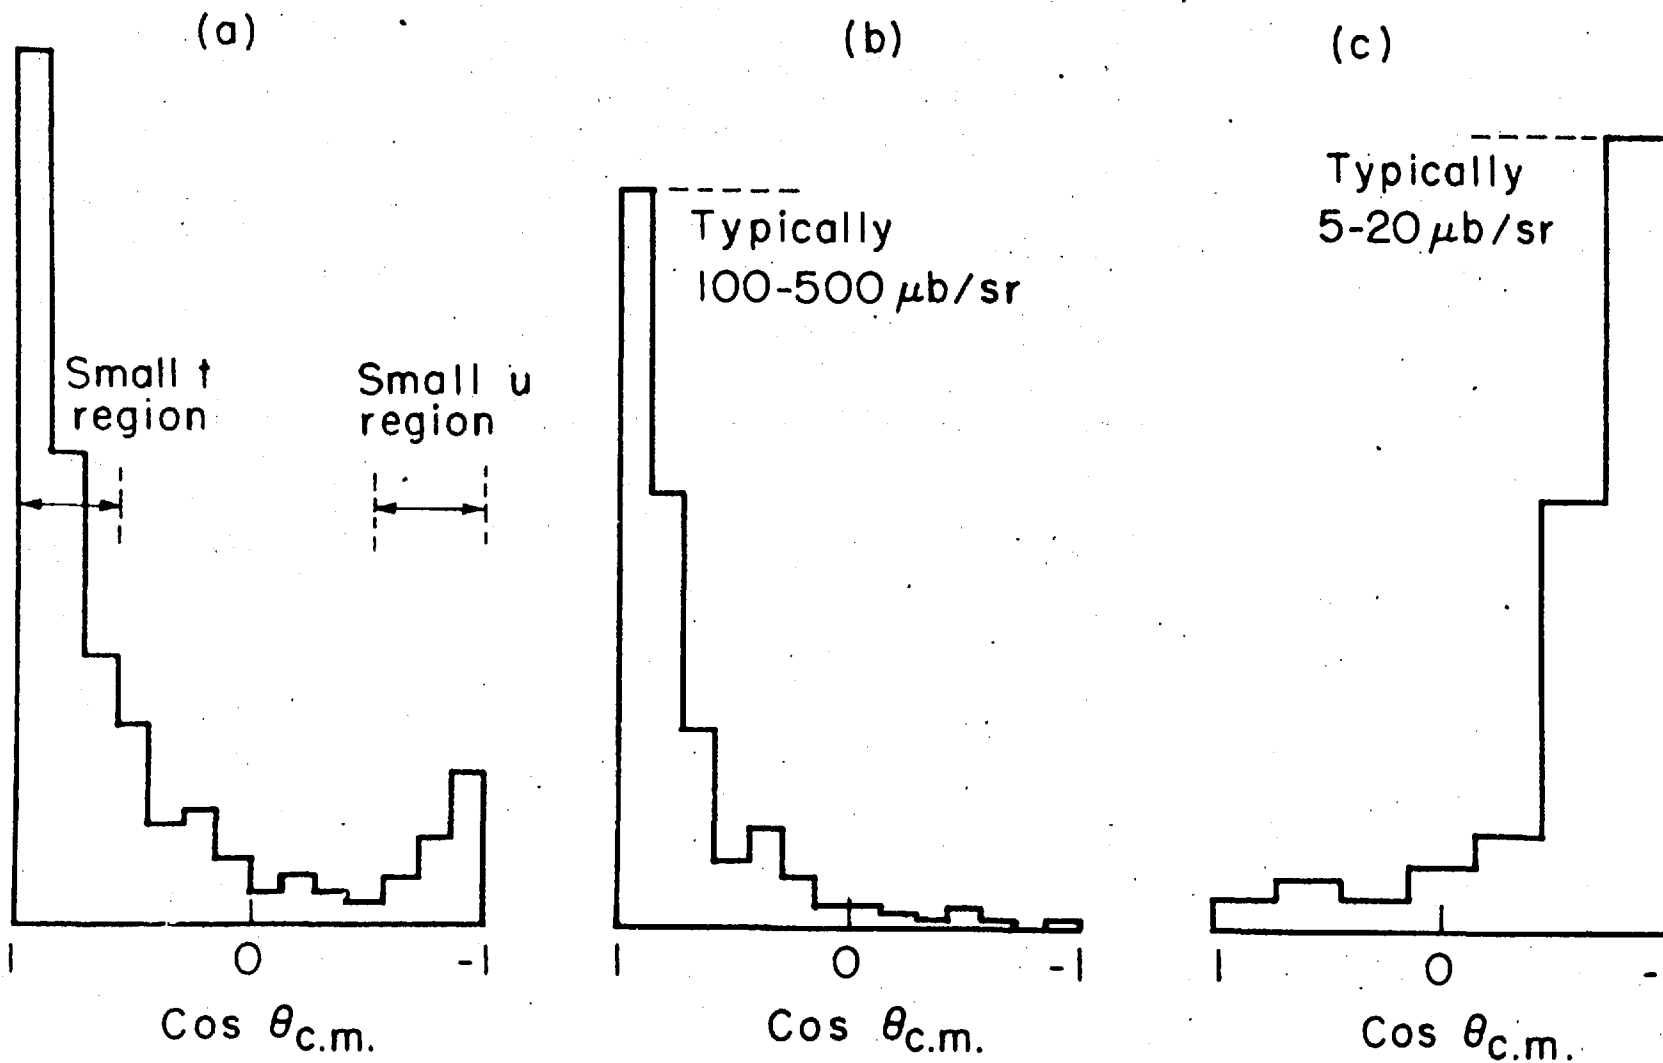 (a)
Small t
region
Small u
region
1 0 -1
Cos θc.m.
(b)
Typically
100-500 μb/sr
1 0 -1
Cos θc.m.
(c)
Typically
5-20 μb/sr
1 0 -
Cos θc.m.